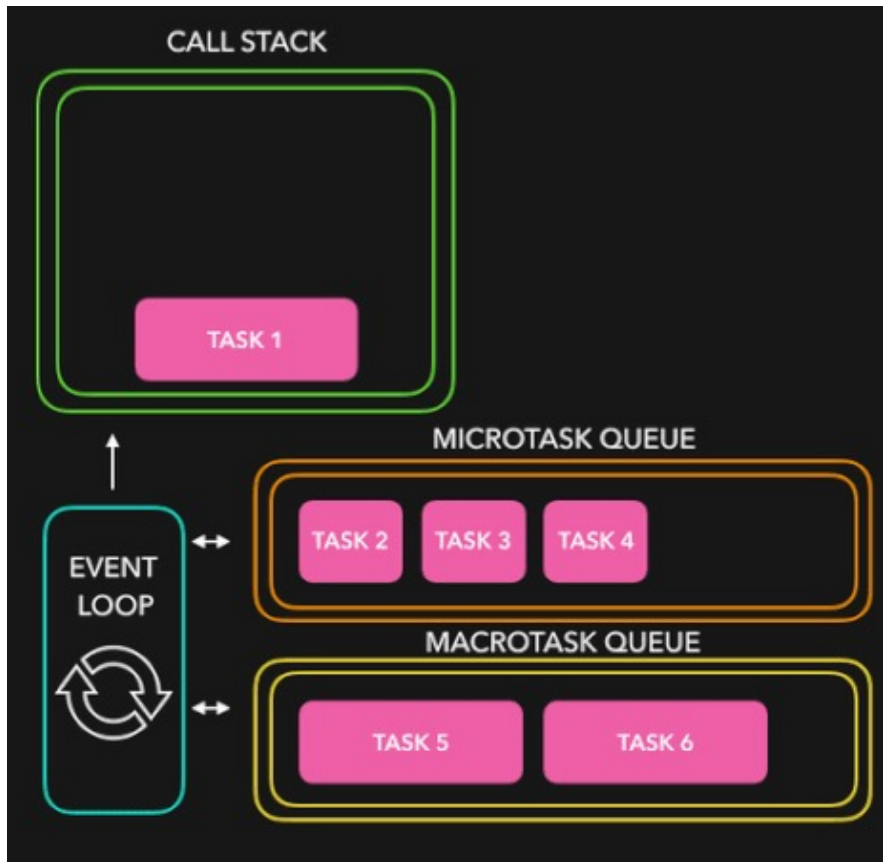 CALL STACK
TASK 1
MICROTASK QUEUE
TASK 2 TASK 3 TASK 4
EVENT
LOOP
MACROTASK QUEUE
TASK 5 TASK 6